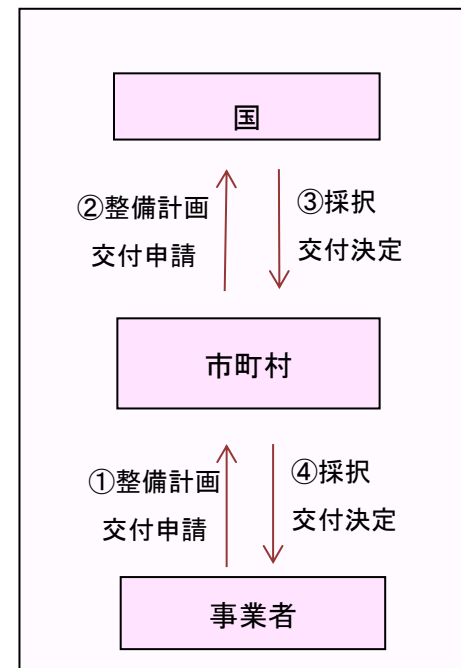 国
②整備計画
交付申請
③採択
交付決定
市町村
①整備計画
交付申請
④採択
交付決定
事業者